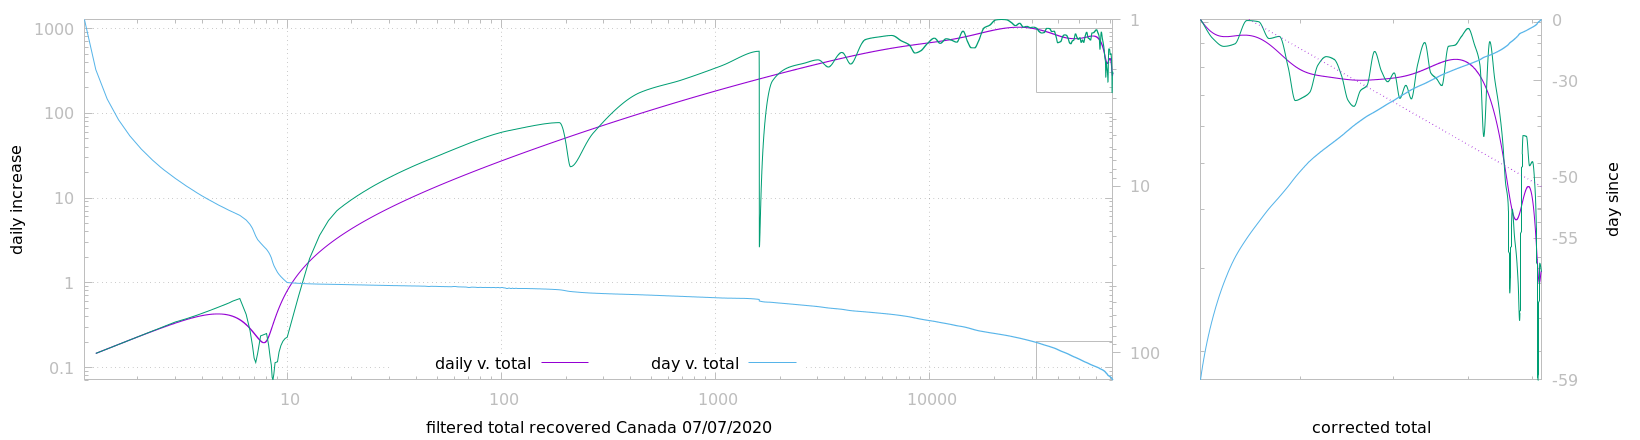 1000
100
10
1
0.1
daily increase
10
100
1000
10000
1
10
100
daily v. total
day v. total
filtered total recovered Canada 07/07/2020
0
-30
-50
-55
-59
day since
corrected total